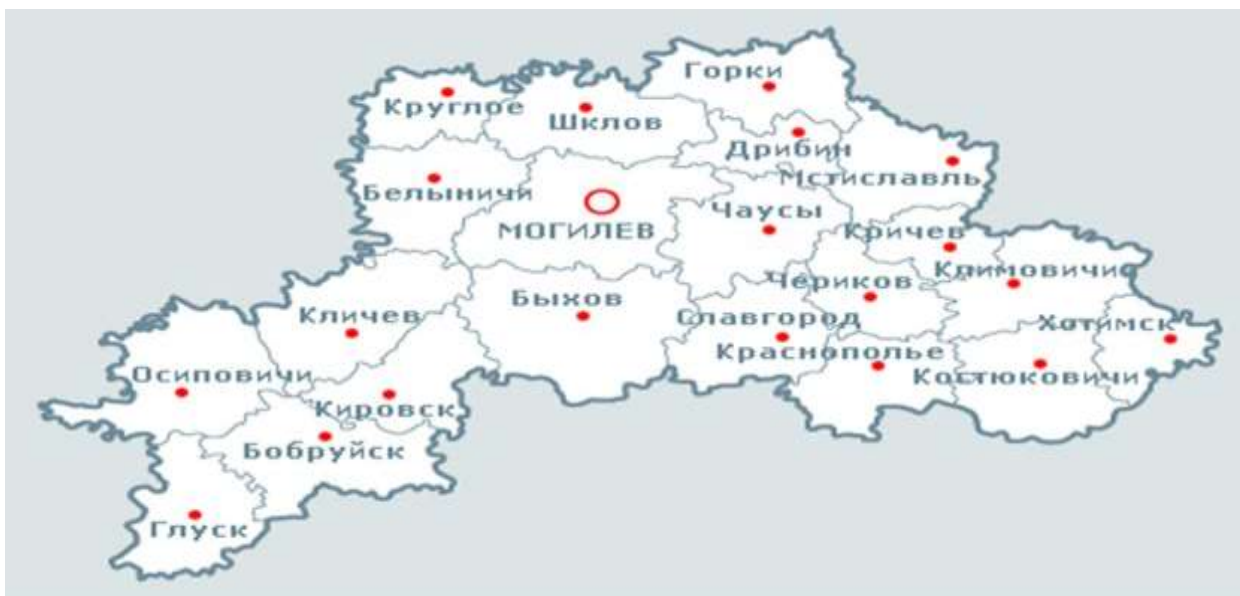 Горки
Круглое
Шклов
Дрибин
Мстиславль
Белыничи
Чаусы
МОГИЛЕВ
Кричев
Климовичи
Чериков
Быхов
Кличев
Славгород
Хотимск
Краснополье
Осиповичи
Костюковичи
Кировск
Бобруйск
Глуск